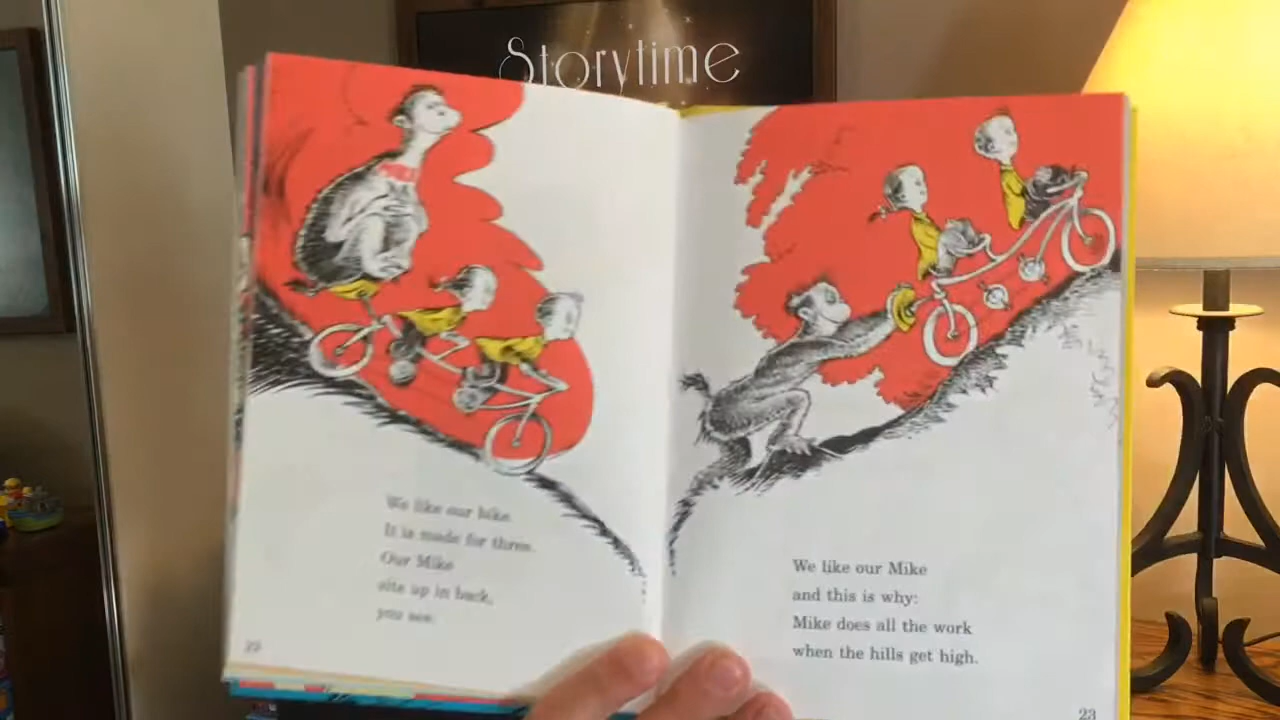 Storytime
We like our bike.
It is made for three.
Our Mike
sits up in back,
you see.
22
We like our Mike
and this is why:
Mike does all the work
when the hills get high.
23